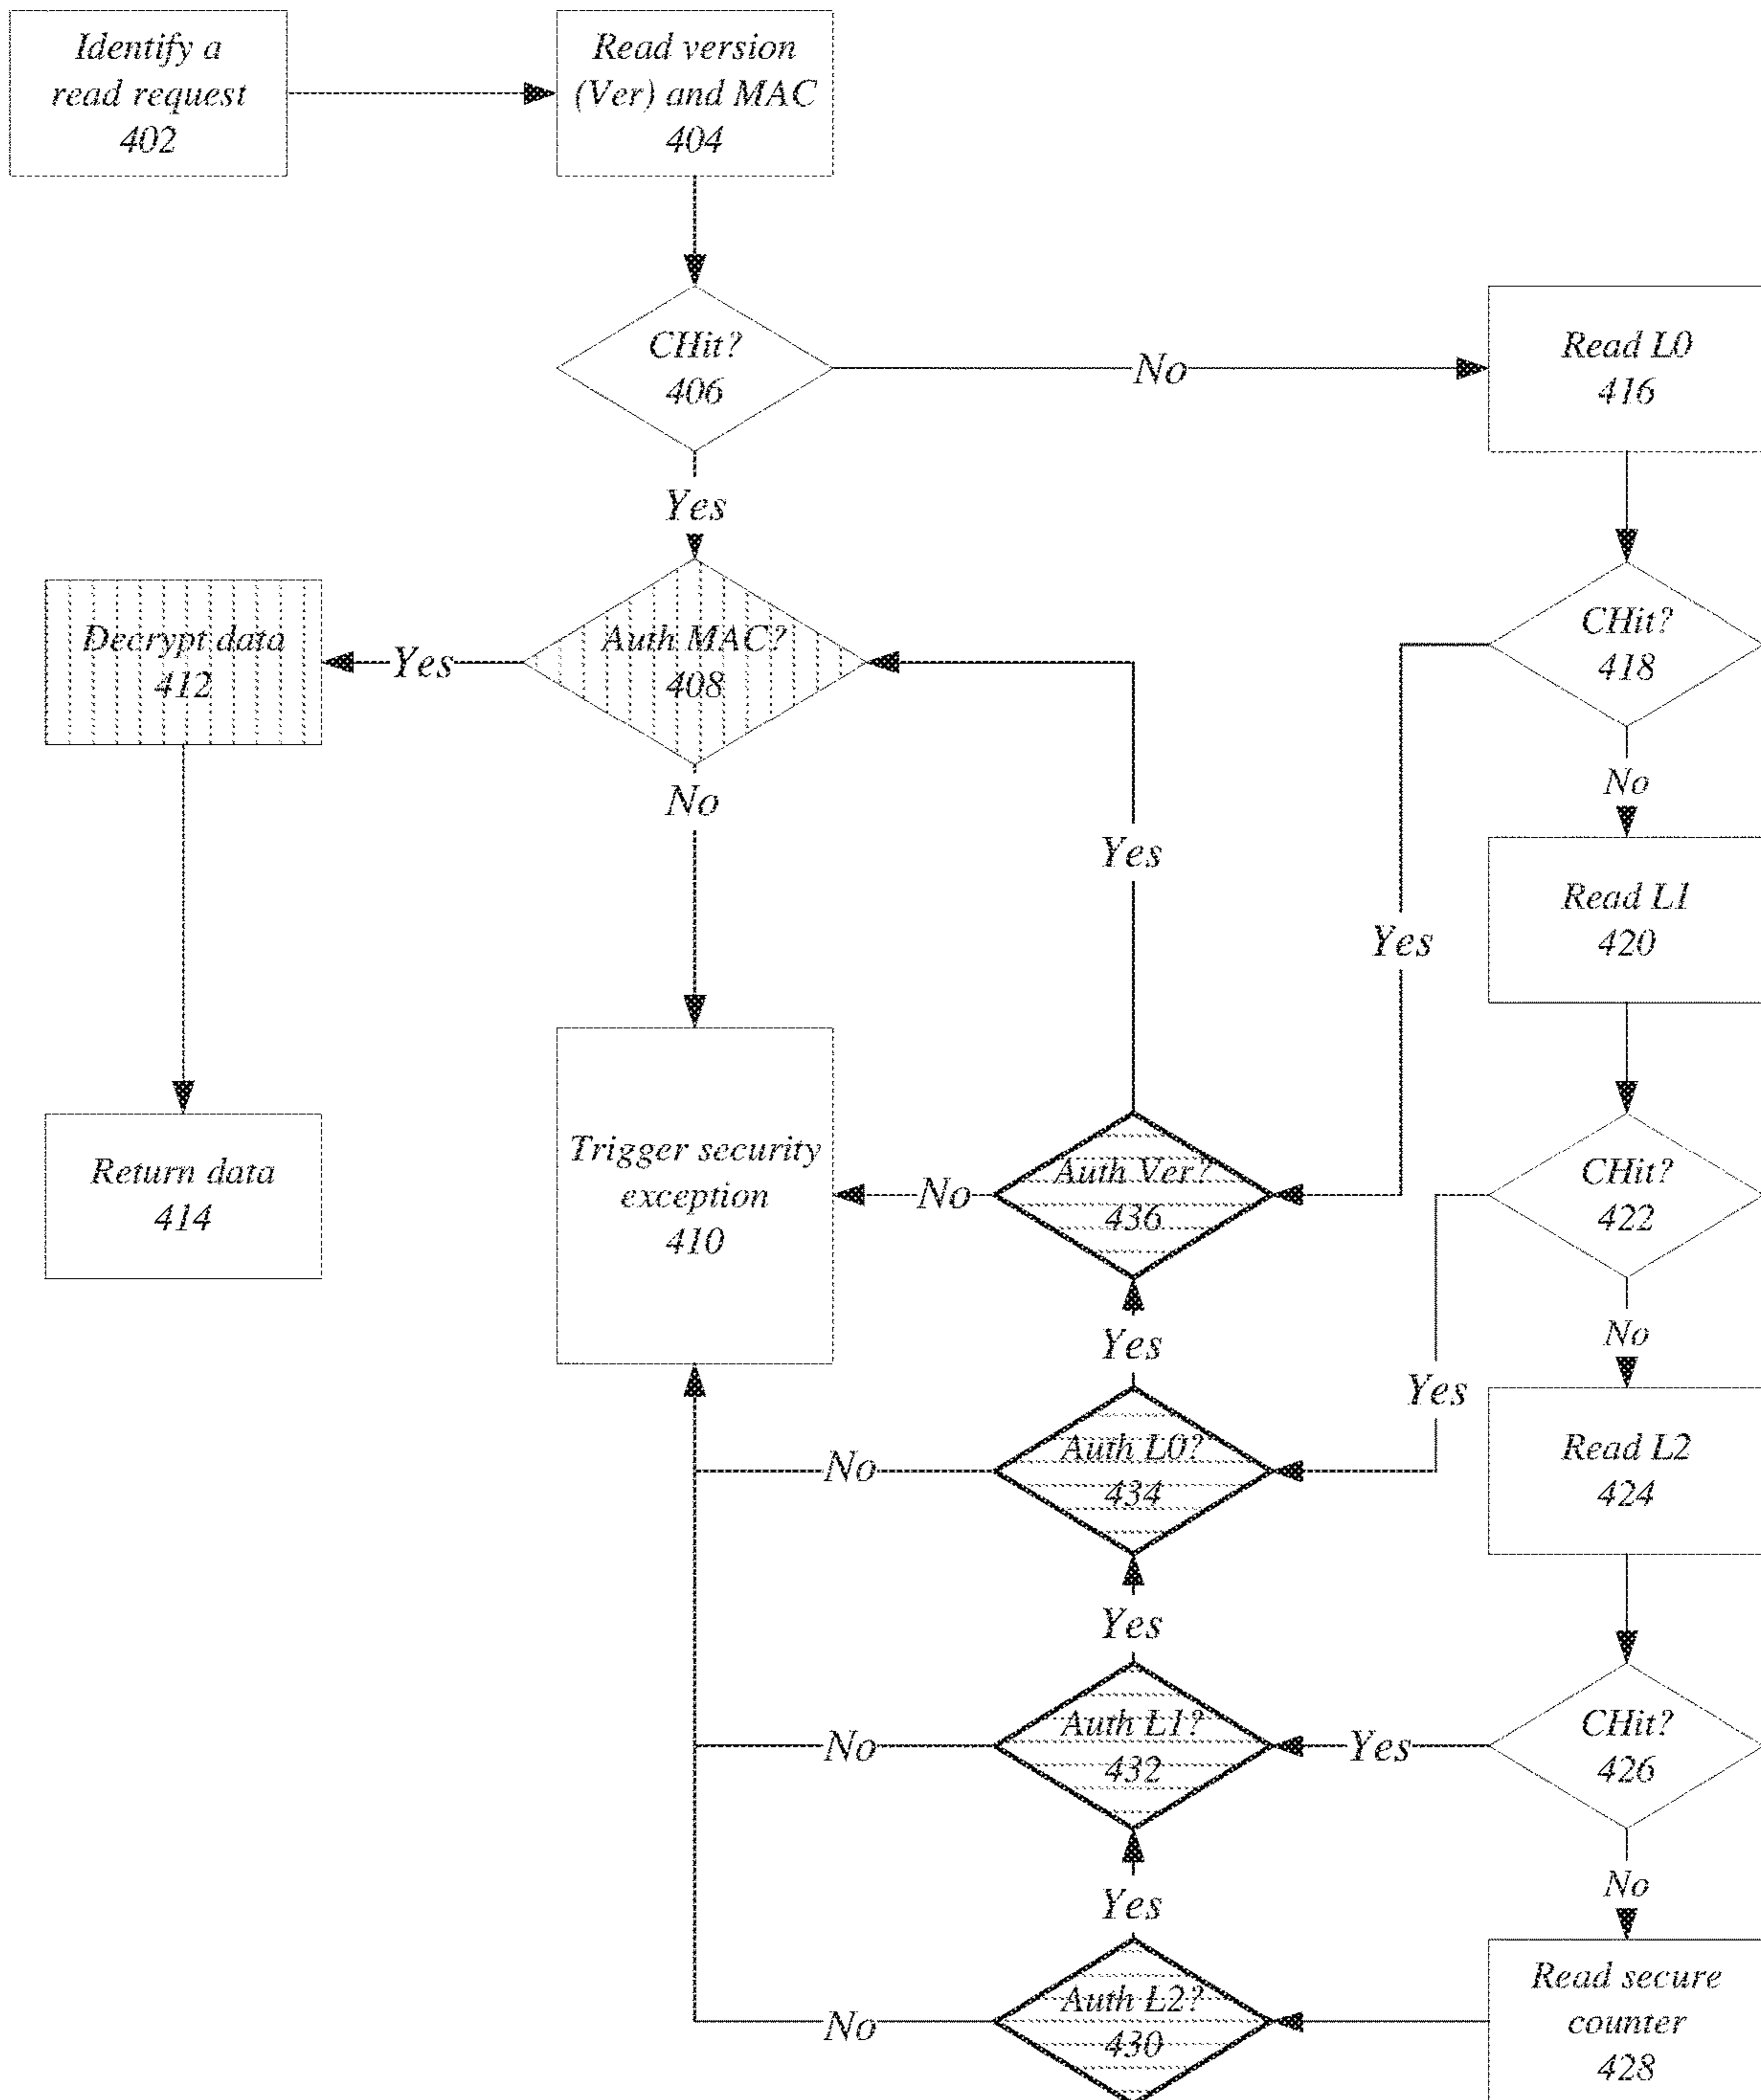 Identify a
read request
402
Read version
(Ver) and MAC
404
CHit?
406
No
Read L0
416
Yes
CHit?
418
Decrypt data
412
Yes
Auth MAC?
408
No
No
Yes
Read L1
420
Yes
Return data
414
Trigger security
exception
410
No
Auth Ver?
436
CHit?
422
No
Yes
Yes
No
Auth L0?
434
Read L2
424
Yes
No
Auth L1?
432
Yes
CHit?
426
Yes
No
No
Auth L2?
430
Read secure
counter
428